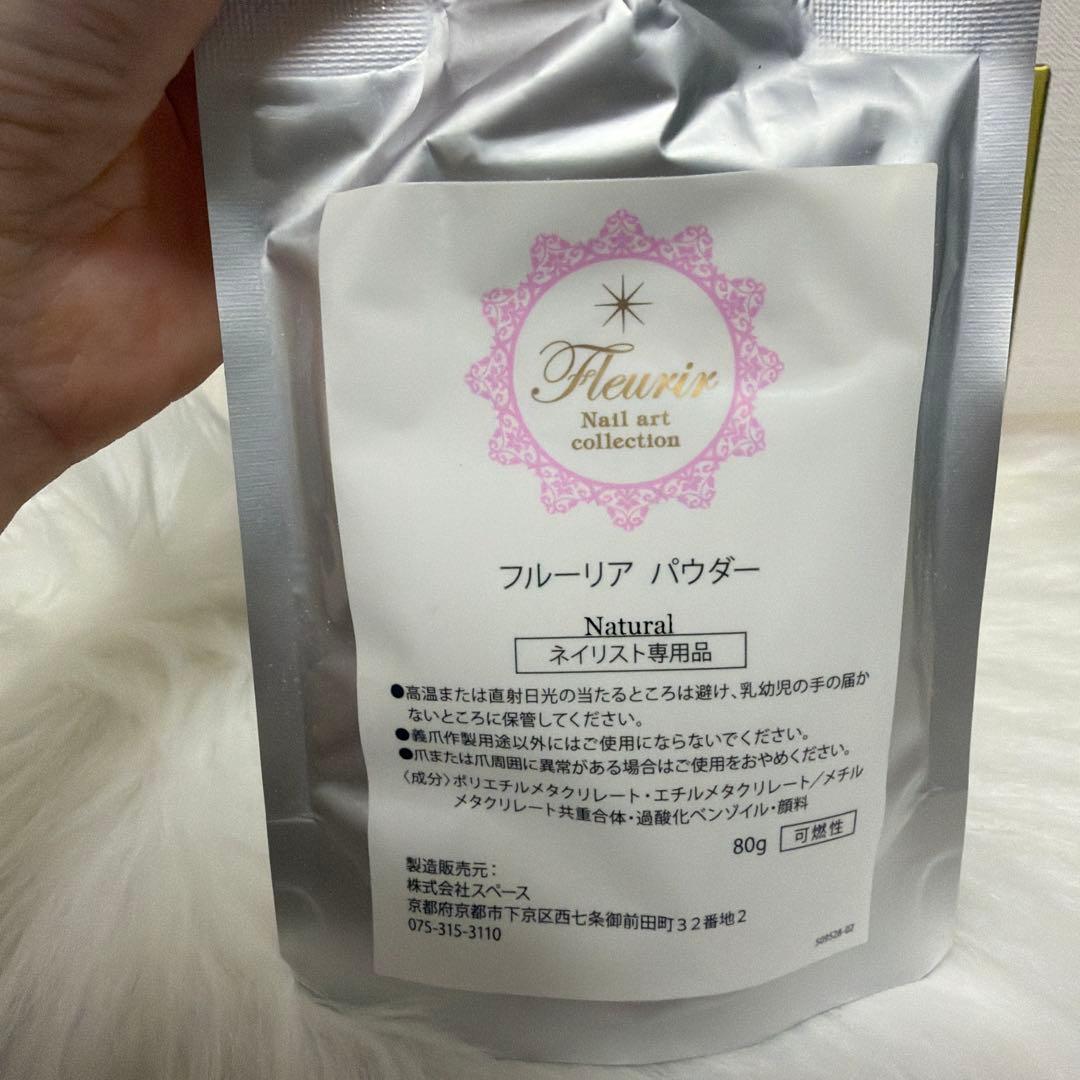 Fleurir
Nail art
collection
フルーリア パウダー
Natural
ネイリスト専用品
●高温または直射日光の当たるところは避け、乳幼児の手の届か
ないところに保管してください。
●義爪作製用途以外にはご使用にならないでください。
●爪または爪周囲に異常がある場合はご使用をおやめください。
〈成分〉ポリエチルメタクリレート・エチルメタクリレート／メチル
メタクリレート共重合体・過酸化ベンゾイル・顔料
80g 可燃性
製造販売元：
株式会社スペース
京都府京都市下京区西七条御前田町３２番地２
075-315-3110
S09528-02